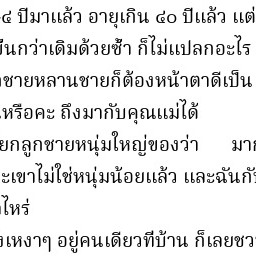 ๔ ปีมาแล้ว อายุเกิน ๔๐ ปีแล้ว แต่
ขึ้นกว่าเดิมด้วยซ้ำ ก็ไม่แปลกอะไร
ชายหลานชายก็ต้องหน้าตาดีเป็น
หรือคะ ถึงมากับคุณแม่ได้
ยกลูกชายหนุ่มใหญ่ของว่า มา
ะเขาไม่ใช่หนุ่มน้อยแล้ว และฉันก็
ไหร่
งเหงาๆ อยู่คนเดียวที่บ้าน ก็เลยชว